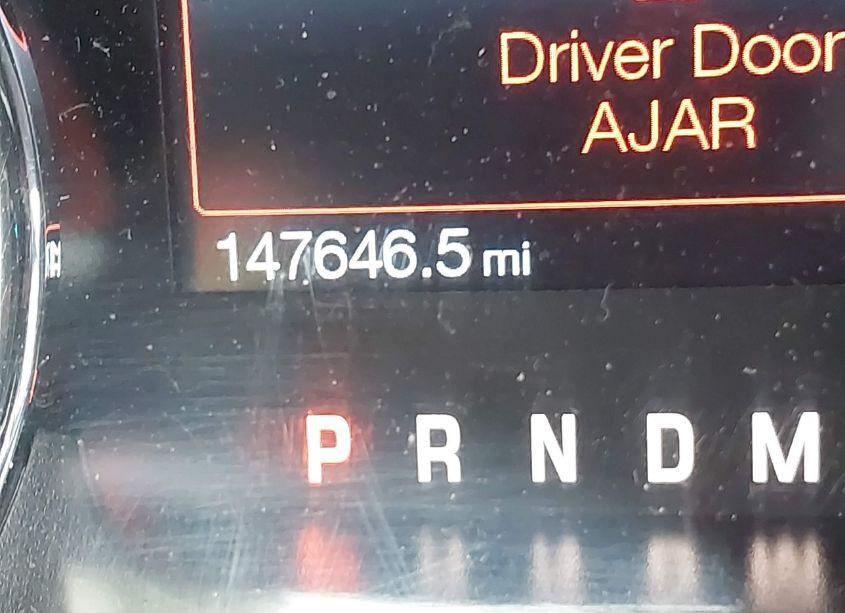 Driver Door
AJAR
147646.5 mi
P R N D M